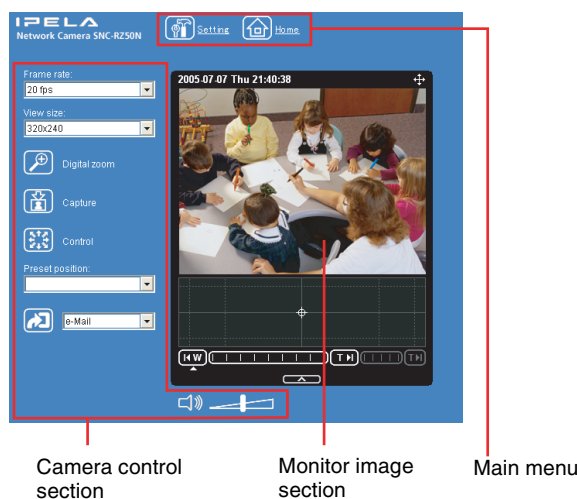 IPELA
Network Camera SNC-RZ50N
Setting
Home
Frame rate:
20 fps
View size:
320x240
Digital zoom
Capture
Control
Preset position:
e-Mail
2005-07-07 Thu 21:40:38
W
T
T
Camera control
section
Monitor image
section
Main menu